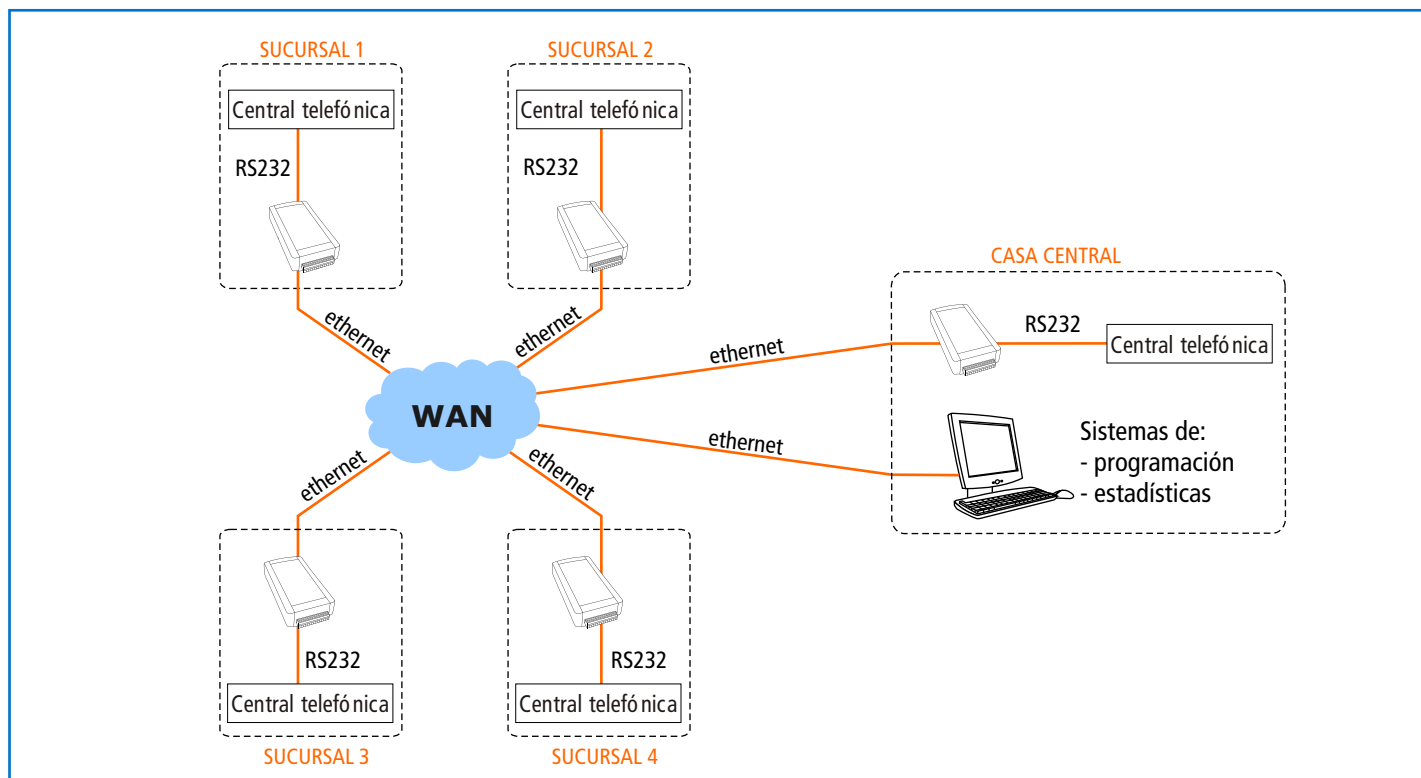 SUCURSAL 1
Central telefónica
RS232
ethernet
SUCURSAL 2
Central telefónica
RS232
ethernet
WAN
CASA CENTRAL
ethernet
RS232
Central telefónica
ethernet
Sistemas de:
- programación
- estadísticas
ethernet
RS232
Central telefónica
SUCURSAL 3
ethernet
RS232
Central telefónica
SUCURSAL 4